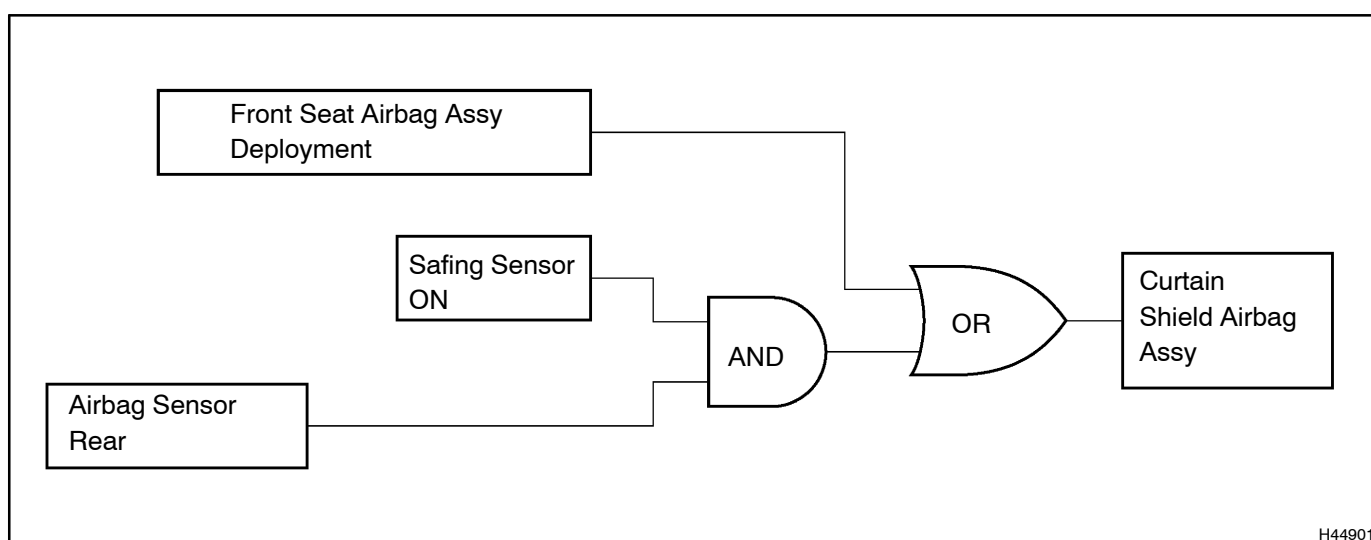 Front Seat Airbag Assy
Deployment
Safing Sensor
ON
Airbag Sensor
Rear
AND
OR
Curtain
Shield Airbag
Assy
H44901